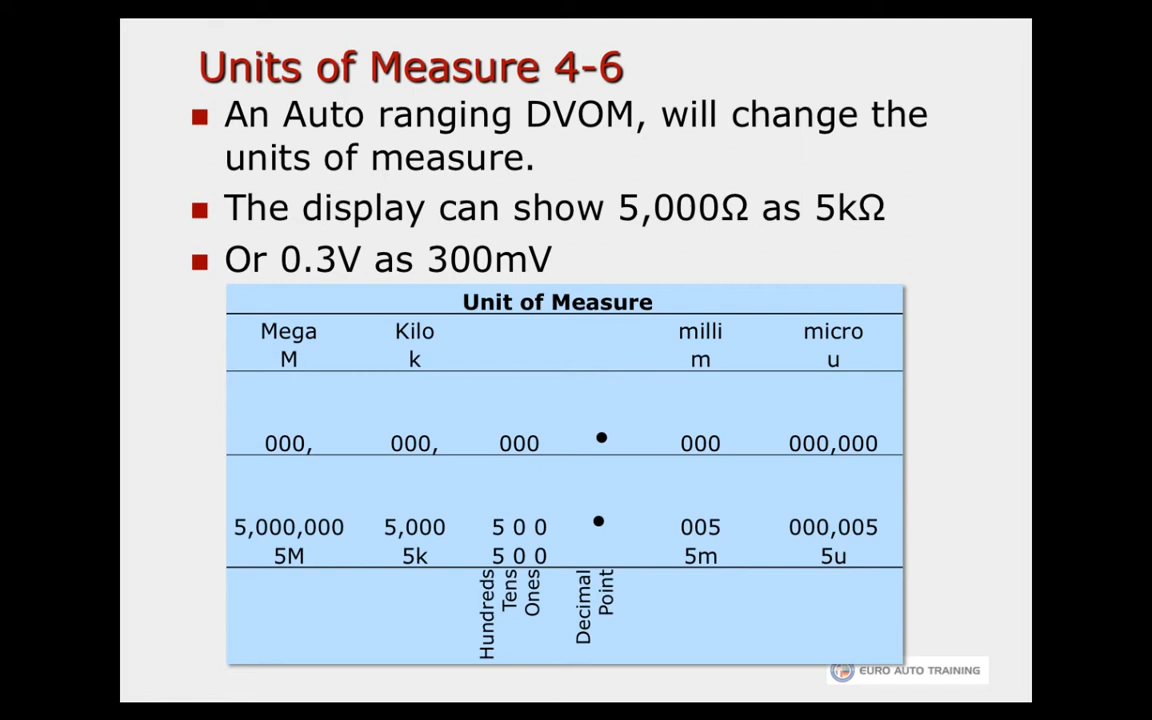 Units of Measure 4-6
An Auto ranging DVOM, will change the
units of measure.
The display can show 5,000Ω as 5kΩ
Or 0.3V as 300mV
Unit of Measure
Mega Kilo milli micro
M k m u
000, 000, 000 • 000 000,000
5,000,000 5,000 5 0 0 • 005 000,005
5M 5k 5 0 0 5m 5u
Hundreds
Tens
Ones
Decimal
Point
EURO AUTO TRAINING